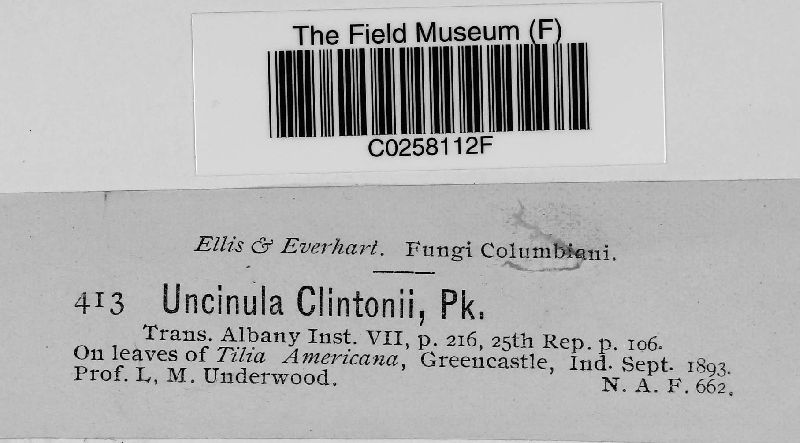 The Field Museum (F)
C0258112F
Ellis & Everhart. Fungi Columbiani.
413 Uncinula Clintonii, Pk.
Trans. Albany Inst. VII, p. 216, 25th Rep. p. 106.
On leaves of Tilia Americana, Greencastle, Ind. Sept. 1893.
Prof. L, M. Underwood. N. A. F. 662.